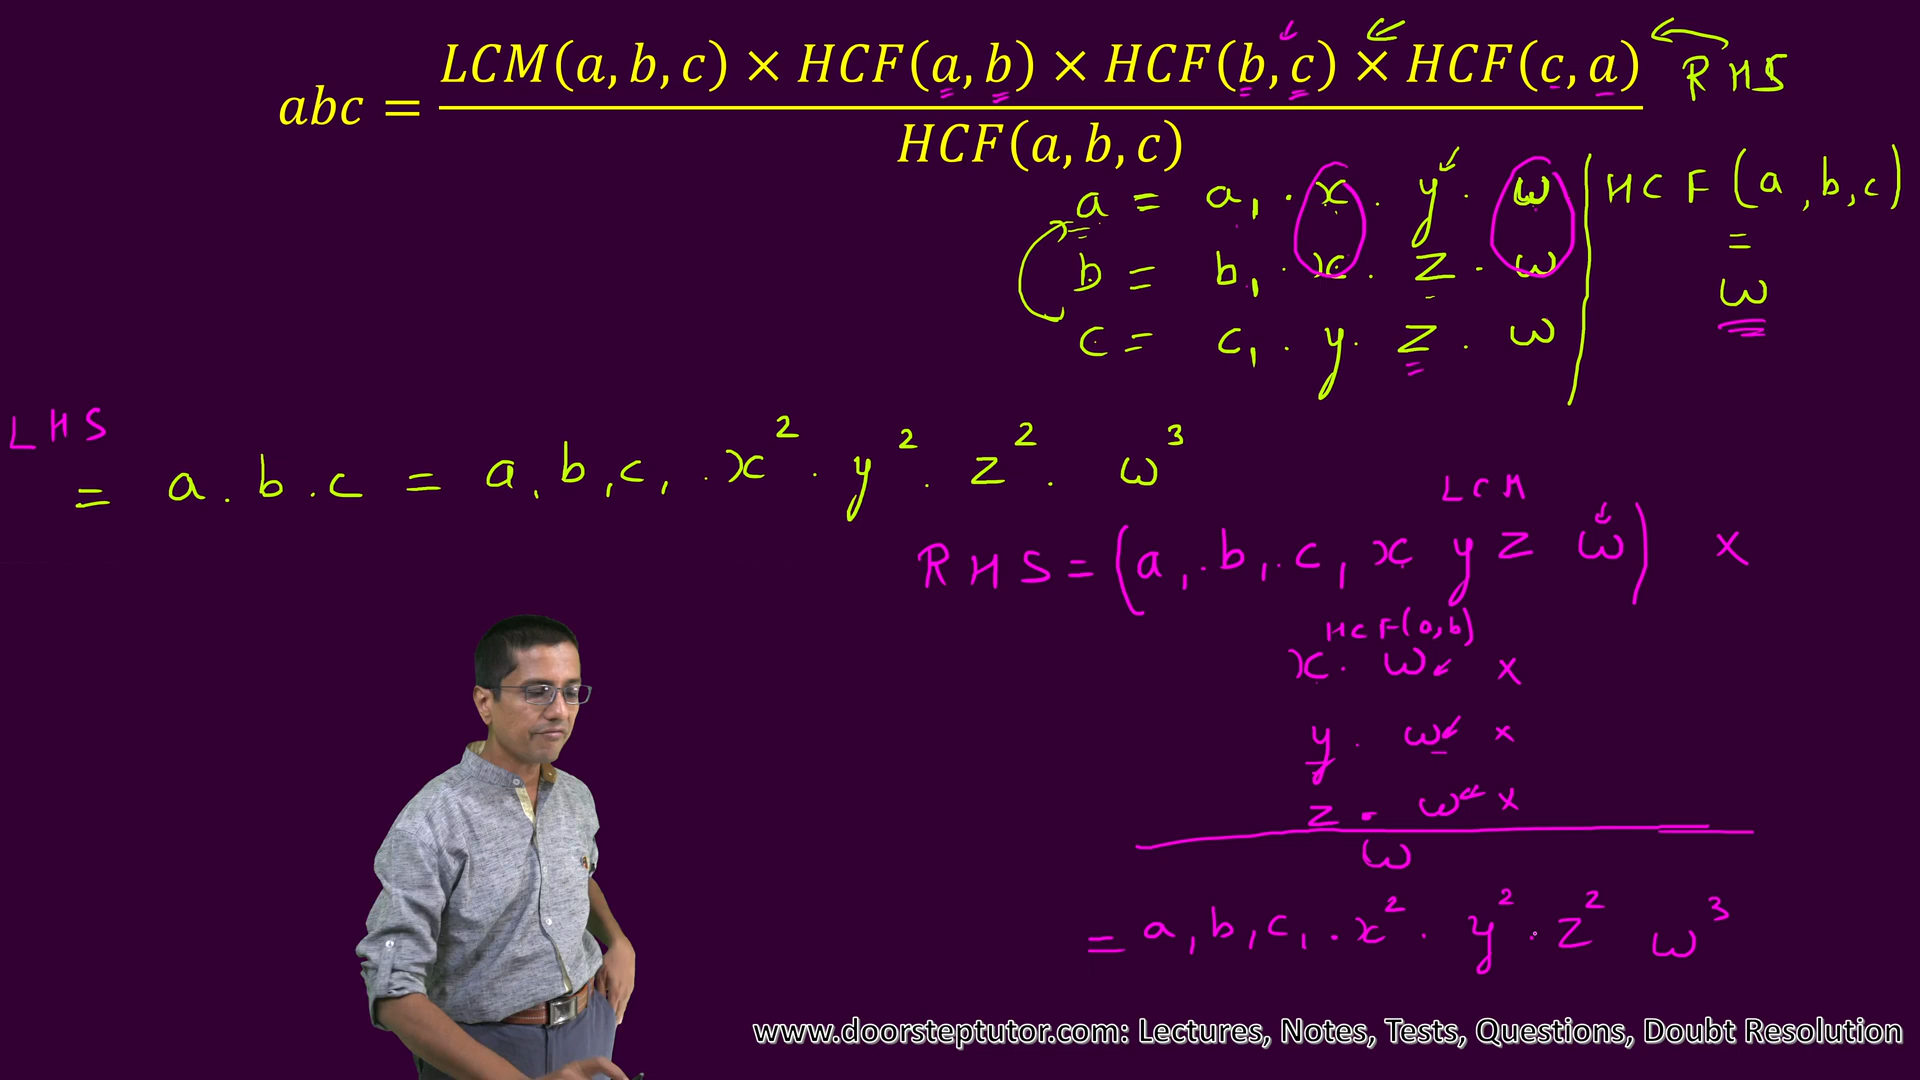 abc = LCM(a, b, c) × HCF(a, b) × HCF(b, c) × HCF(c, a) / HCF(a, b, c)
RHS
a = a₁ · x · y · w
b = b₁ · x · z · w
c = c₁ · y · z · w
HCF(a, b, c)
=
w
LHS
= a . b . c = a₁ b₁ c₁ . x² . y² . z² . w³
LCM
RHS = (a₁ . b₁ . c₁ x y z w) ×
HCF(a, b)
x . w ×
y . w ×
z . w ×
w
= a₁ b₁ c₁ . x² . y² . z² w³
www.doorsteptutor.com: Lectures, Notes, Tests, Questions, Doubt Resolution